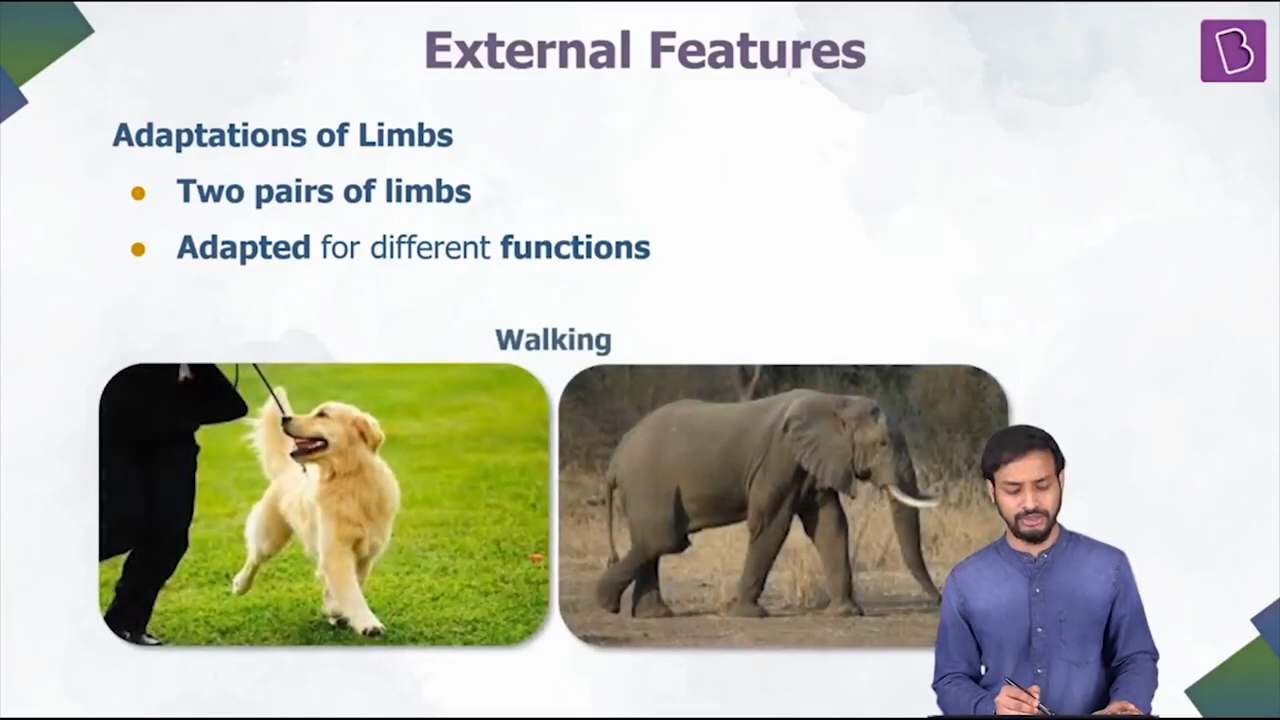 External Features
Adaptations of Limbs
Two pairs of limbs
Adapted for different functions
Walking